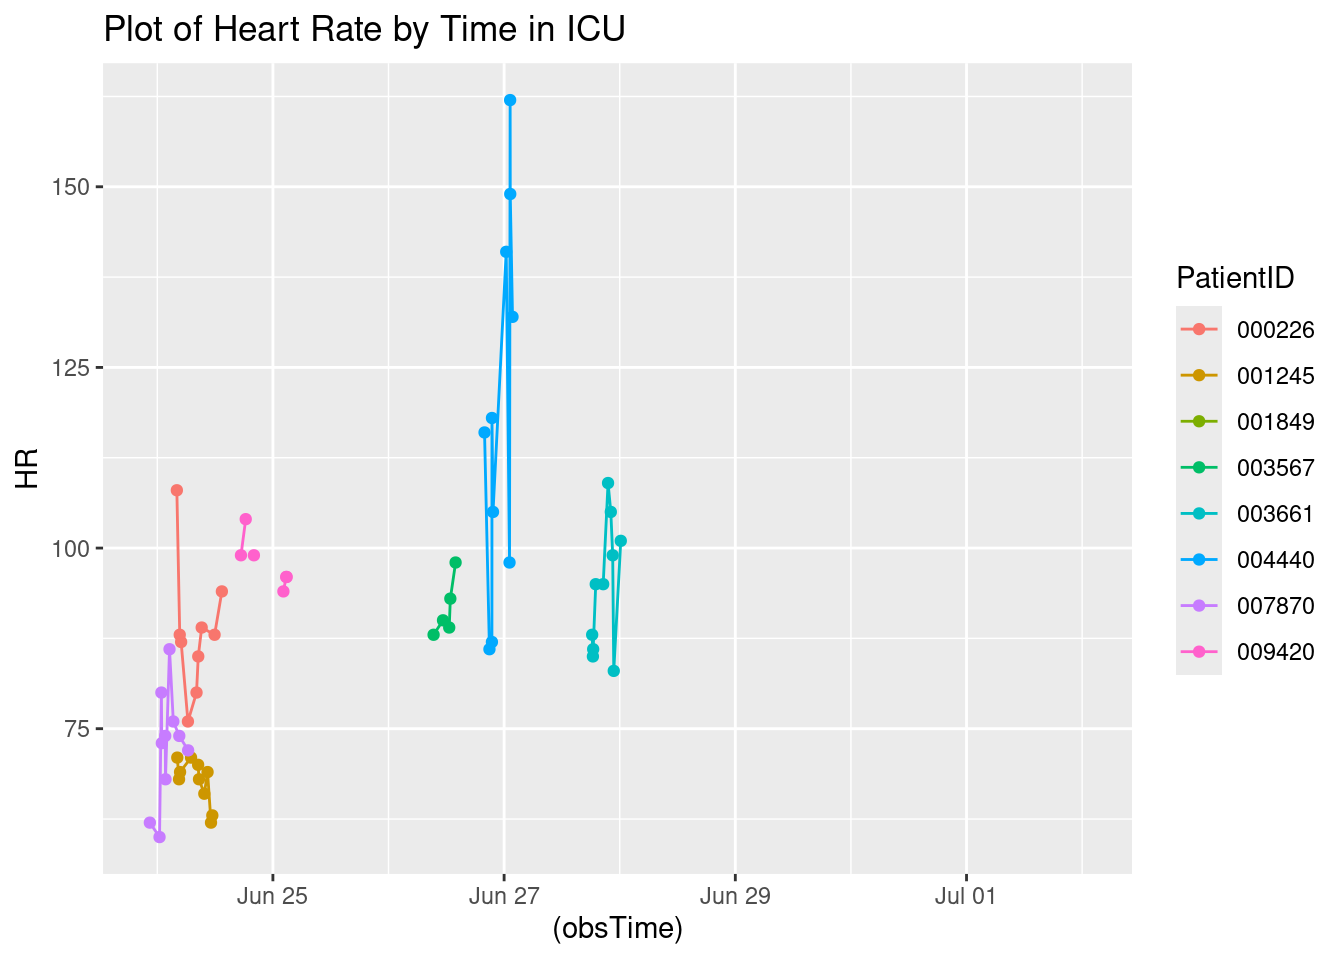 Plot of Heart Rate by Time in ICU
150
125
100
75
HR
Jun 25 Jun 27 Jun 29 Jul 01
(obsTime)
PatientID
000226
001245
001849
003567
003661
004440
007870
009420